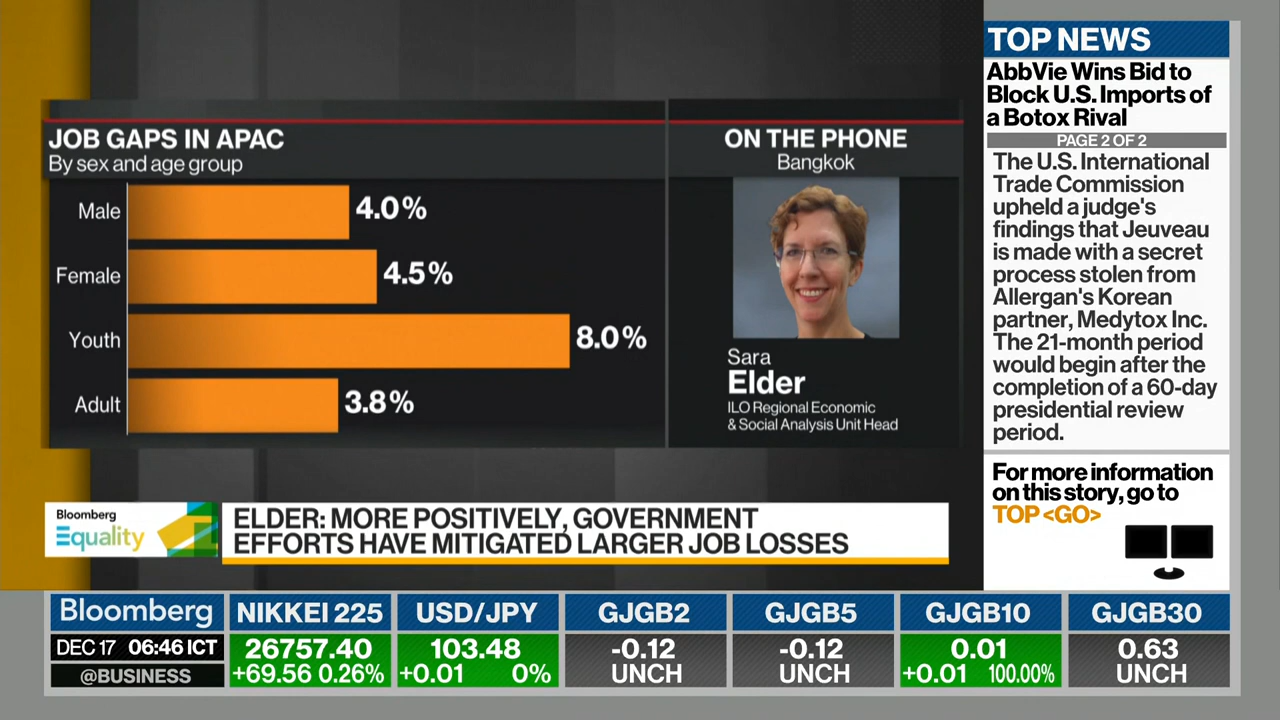 JOB GAPS IN APAC
By sex and age group
Male
4.0%
Female
4.5%
Youth
8.0%
Adult
3.8%
ON THE PHONE
Bangkok
Sara
Elder
ILO Regional Economic
& Social Analysis Unit Head
TOP NEWS
AbbVie Wins Bid to
Block U.S. Imports of
a Botox Rival
PAGE 2 OF 2
The U.S. International
Trade Commission
upheld a judge's
findings that Jeuveau
is made with a secret
process stolen from
Allergan's Korean
partner, Medytox Inc.
The 21-month period
would begin after the
completion of a 60-day
presidential review
period.
For more information
on this story, go to
TOP <GO>
Bloomberg
Equality
ELDER: MORE POSITIVELY, GOVERNMENT
EFFORTS HAVE MITIGATED LARGER JOB LOSSES
Bloomberg
DEC 17 06:46 ICT
@BUSINESS
NIKKEI 225
26757.40
+69.56 0.26%
USD/JPY
103.48
+0.01 0%
GJGB2
-0.12
UNCH
GJGB5
-0.12
UNCH
GJGB10
0.01
+0.01 100.00%
GJGB30
0.63
UNCH